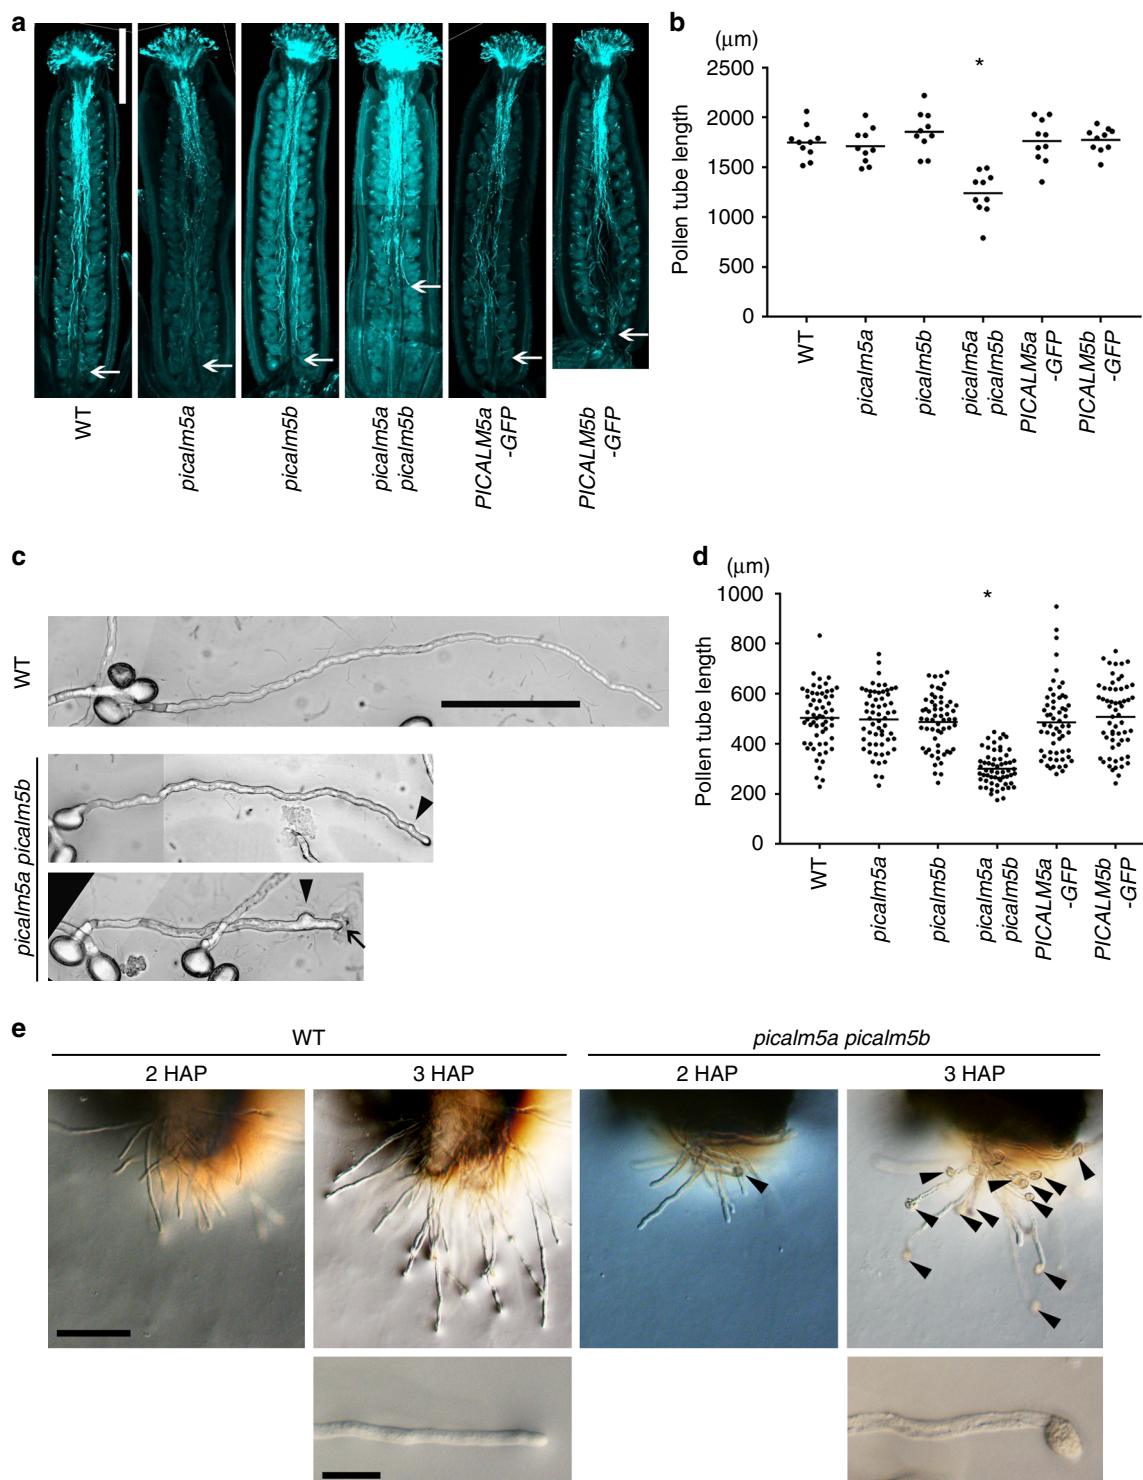 a
WT
picalm5a
picalm5b
picalm5a
picalm5b
PICALM5a
-GFP
PICALM5b
-GFP
b
(μm)
Pollen tube length
2500
2000
1500
1000
500
0
*
WT
picalm5a
picalm5b
picalm5a
picalm5b
PICALM5a
-GFP
PICALM5b
-GFP
c
WT
picalm5a picalm5b
d
(μm)
Pollen tube length
1000
800
600
400
200
0
*
WT
picalm5a
picalm5b
picalm5a
picalm5b
PICALM5a
-GFP
PICALM5b
-GFP
e
WT
picalm5a picalm5b
2 HAP
3 HAP
2 HAP
3 HAP